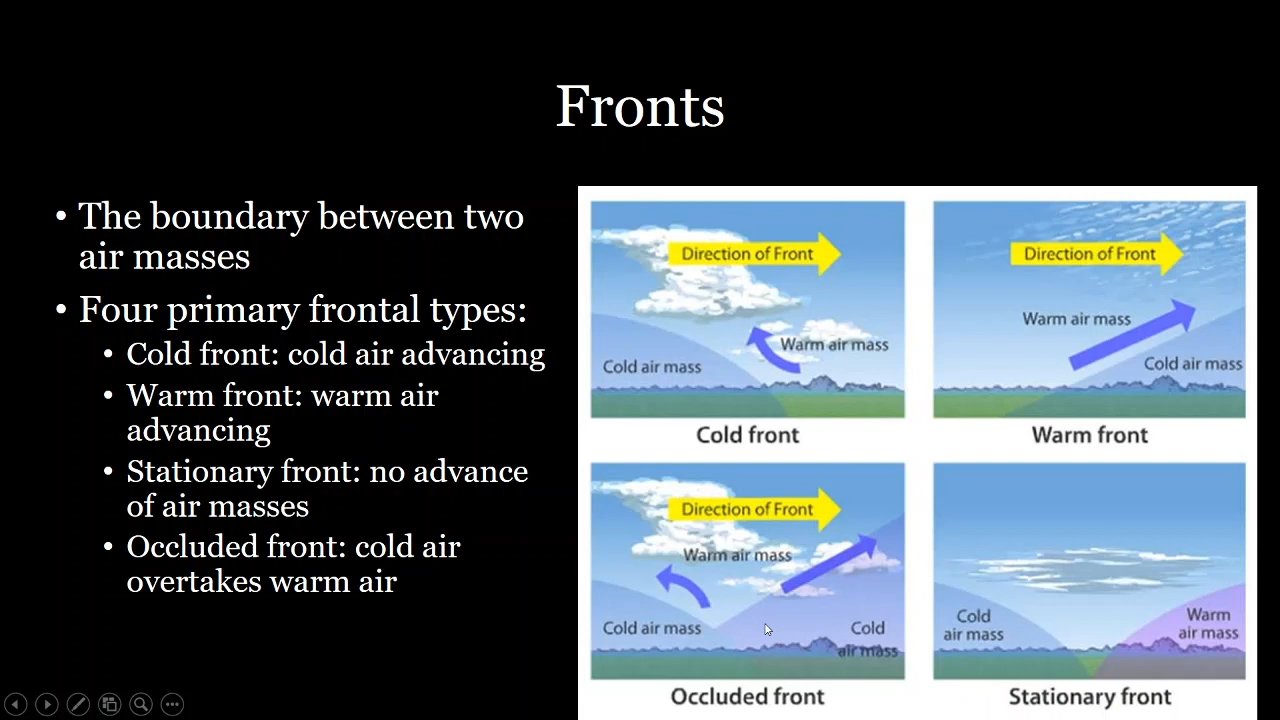 Fronts
• The boundary between two
air masses
• Four primary frontal types:
• Cold front: cold air advancing
• Warm front: warm air
advancing
• Stationary front: no advance
of air masses
• Occluded front: cold air
overtakes warm air
Direction of Front
Warm air mass
Cold air mass
Cold front
Direction of Front
Warm air mass
Cold air mass
Warm front
Direction of Front
Warm air mass
Cold air mass
Cold
air mass
Occluded front
Cold
air mass
Warm
air mass
Stationary front